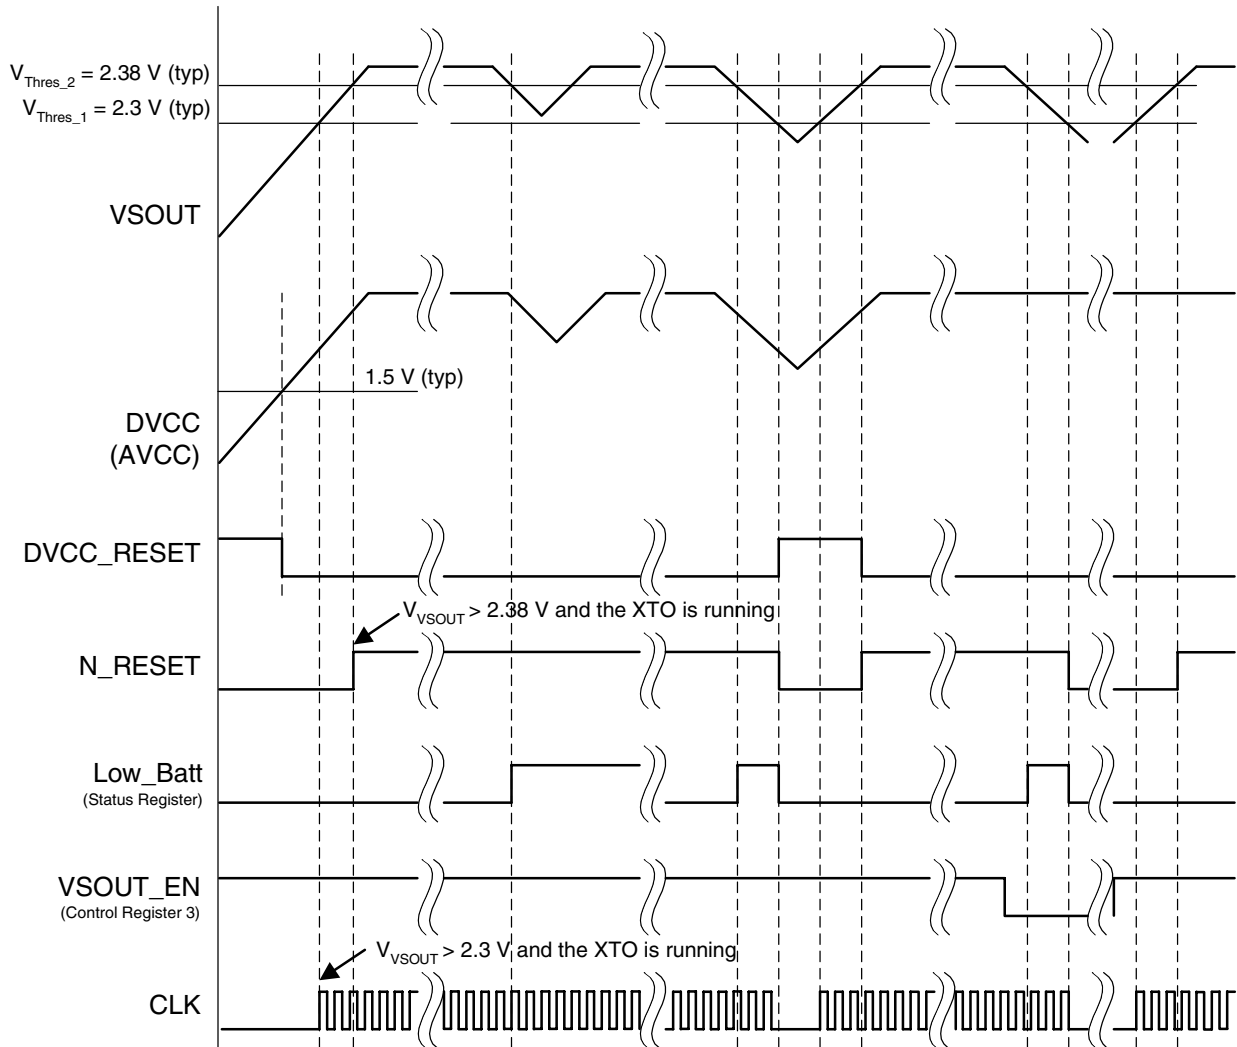 V_Thres_2 = 2.38 V (typ)
V_Thres_1 = 2.3 V (typ)
VSOUT
1.5 V (typ)
DVCC
(AVCC)
DVCC_RESET
V_VSOUT > 2.38 V and the XTO is running
N_RESET
Low_Batt
(Status Register)
VSOUT_EN
(Control Register 3)
V_VSOUT > 2.3 V and the XTO is running
CLK